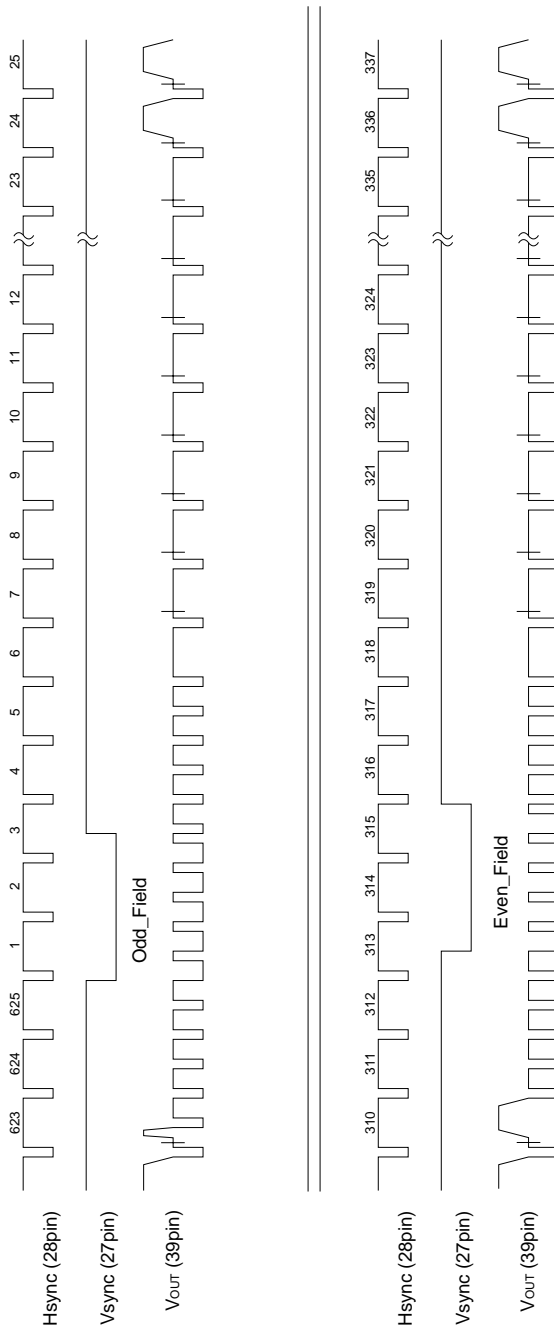 Hsync (28pin)
623 624 625 1 2 3 4 5 6 7 8 9 10 11 12 23 24 25
Vsync (27pin)
Odd_Field
VOUT (39pin)
Hsync (28pin)
310 311 312 313 314 315 316 317 318 319 320 321 322 323 324 335 336 337
Vsync (27pin)
Even_Field
VOUT (39pin)